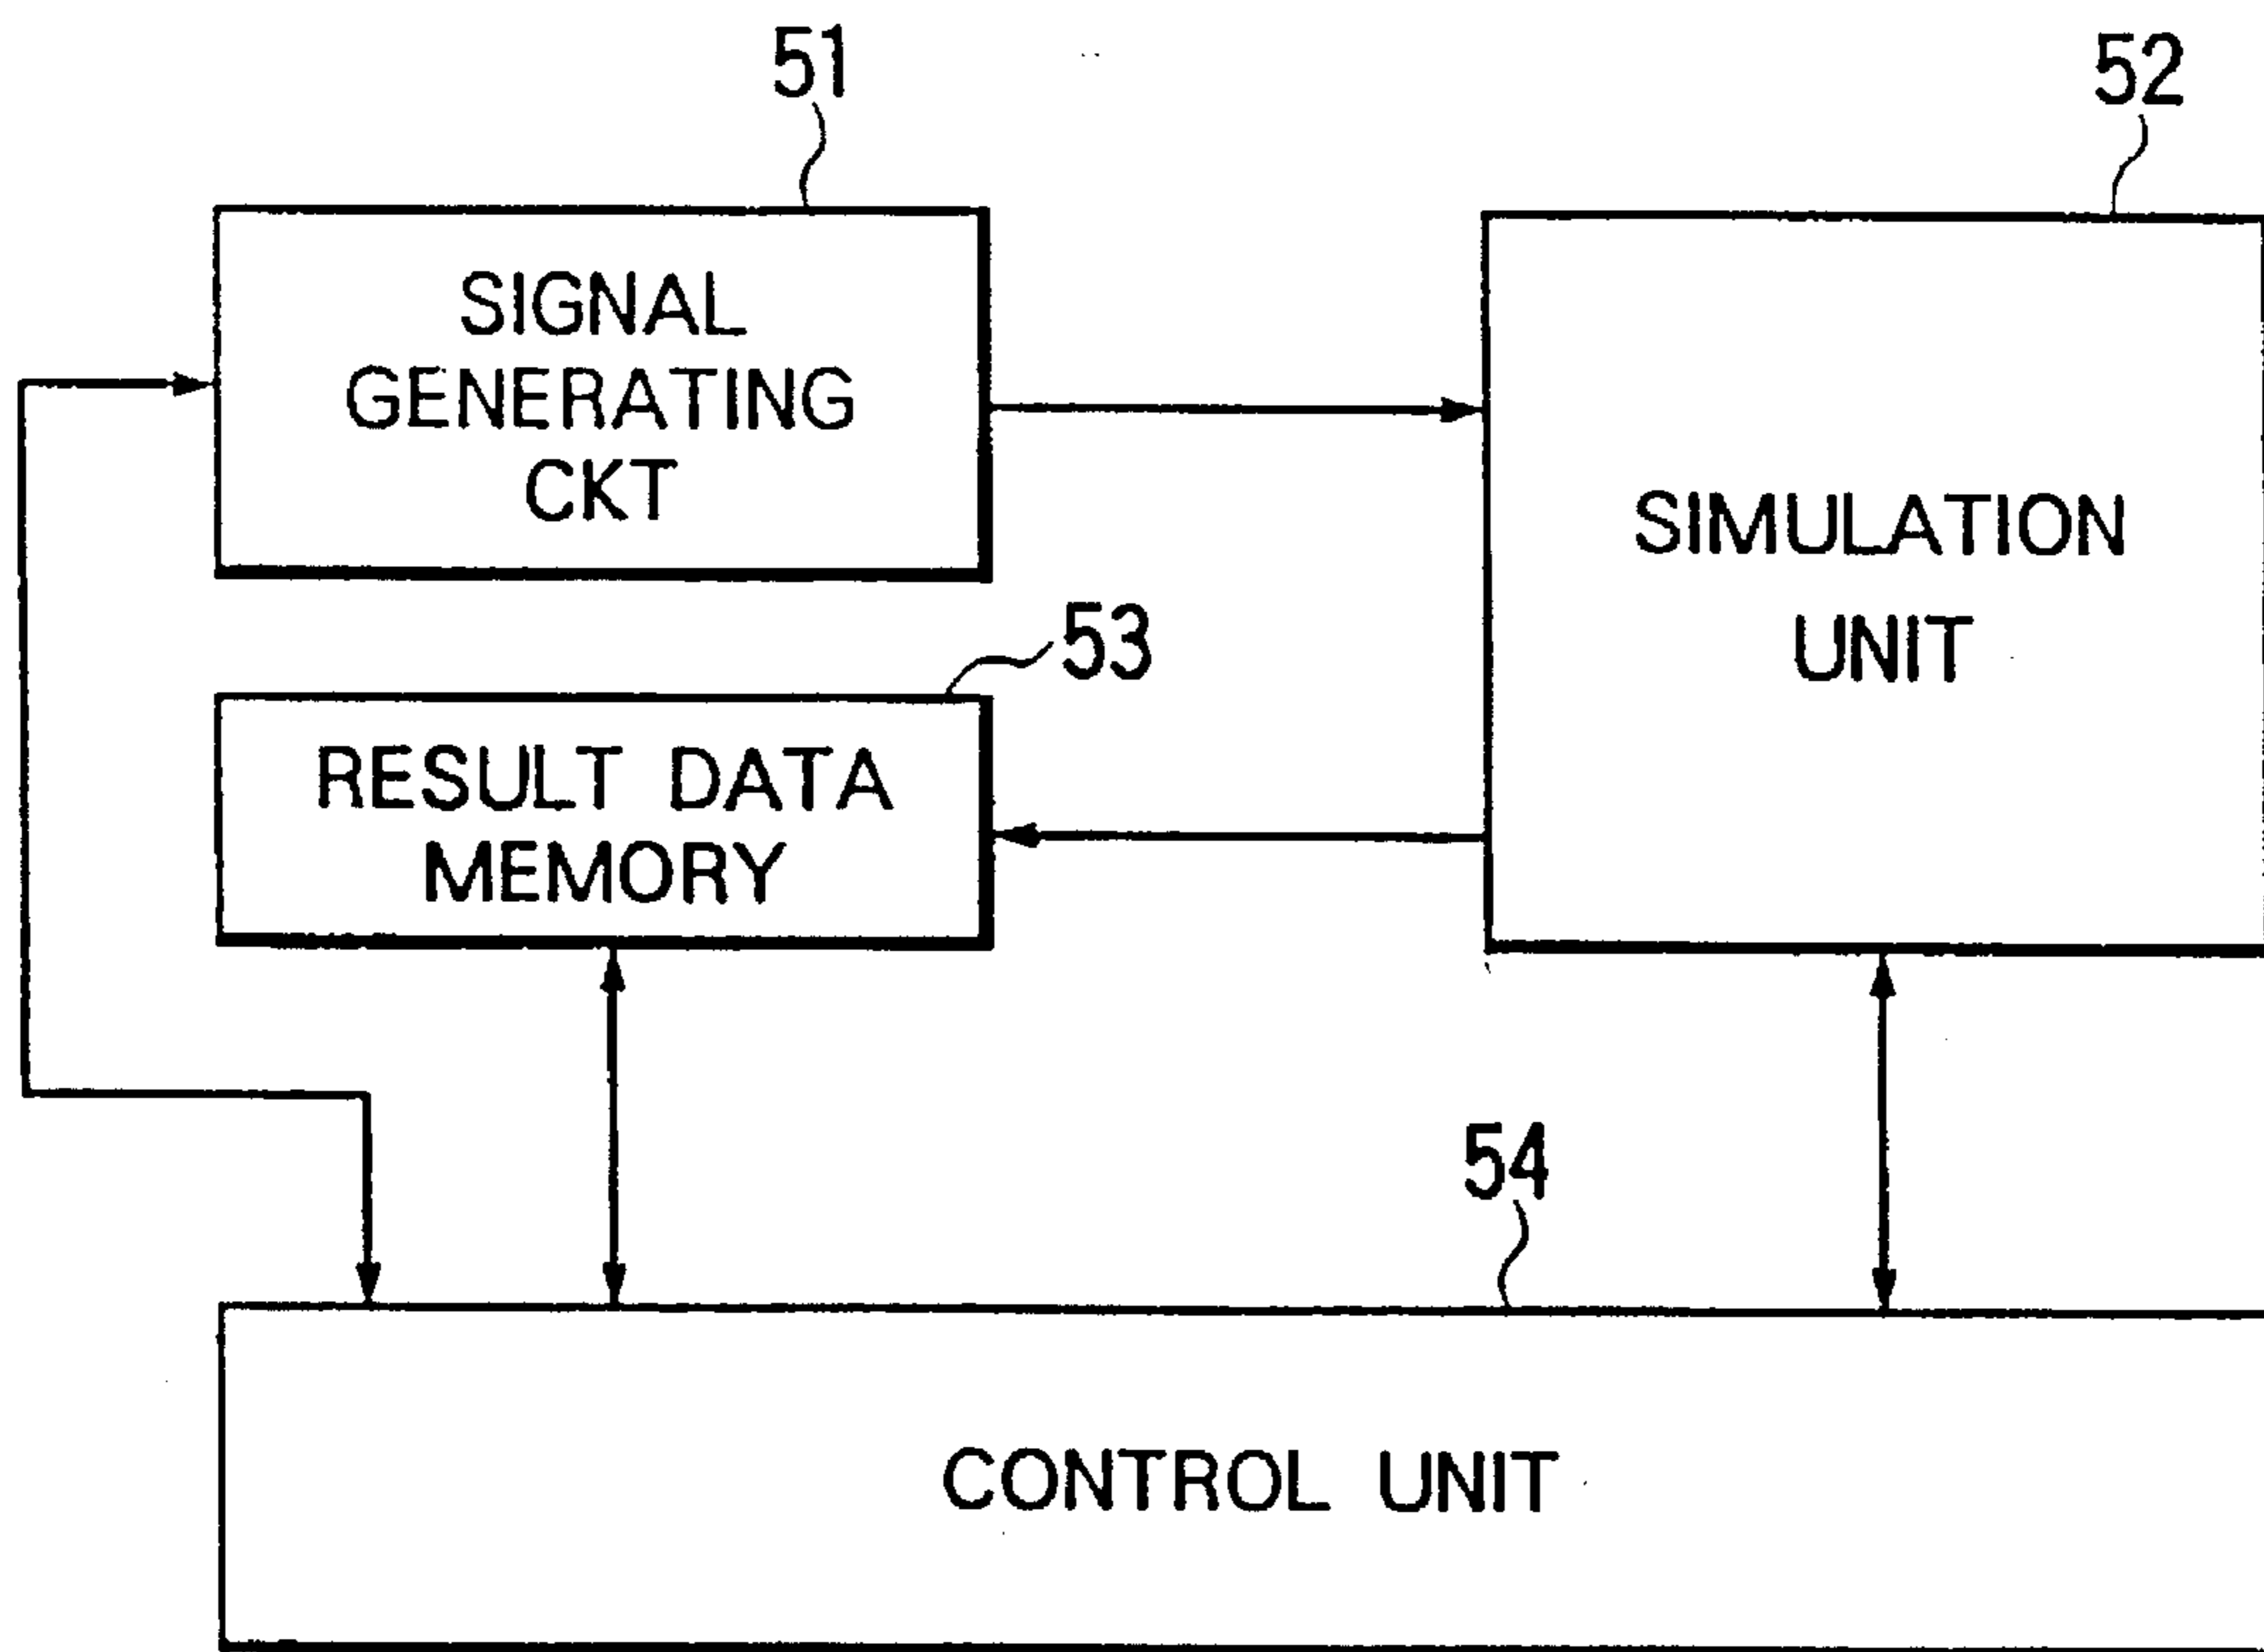 51
52
SIGNAL
GENERATING
CKT
SIMULATION
UNIT
53
RESULT DATA
MEMORY
54
CONTROL UNIT